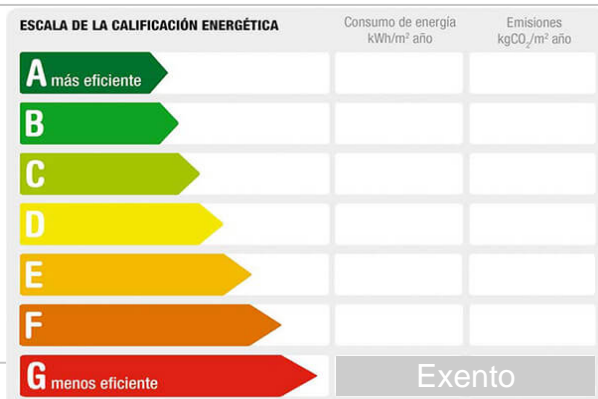 ESCALA DE LA CALIFICACIÓN ENERGÉTICA
Consumo de energía
kWh/m² año
Emisiones
kgCO₂/m² año
A más eficiente
B
C
D
E
F
G menos eficiente
Exento